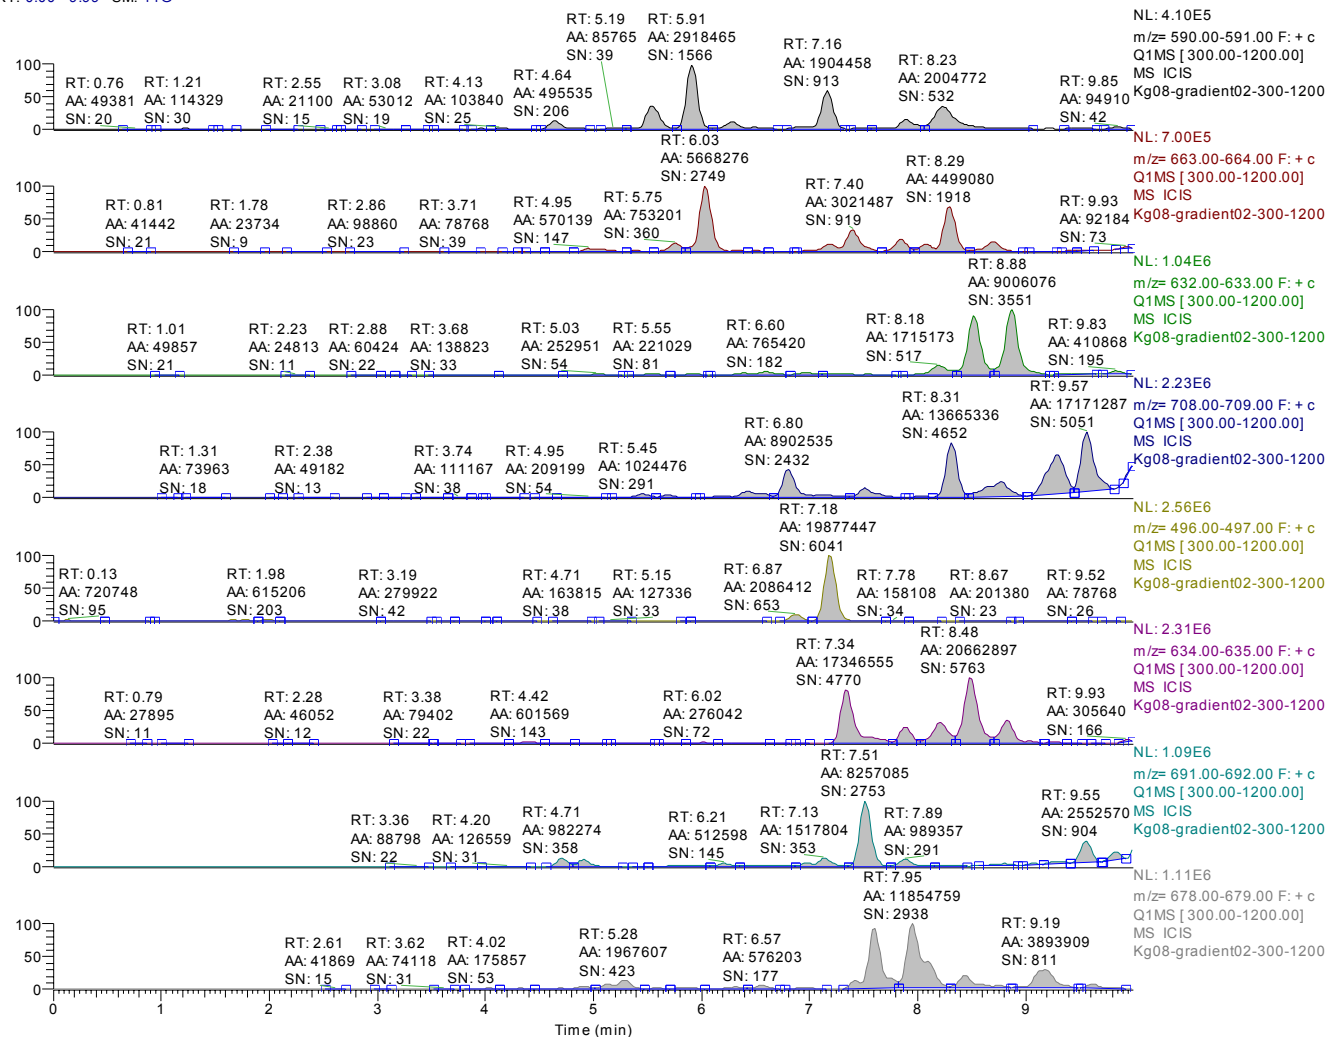 NL: 4.10E5
m/z= 590.00-591.00 F: + c
Q1MS [300.00-1200.00]
MS ICIS
Kg08-gradient02-300-1200
RT: 0.76
AA: 49381
SN: 20
RT: 1.21
AA: 114329
SN: 30
RT: 2.55
AA: 21100
SN: 15
RT: 3.08
AA: 53012
SN: 19
RT: 4.13
AA: 103840
SN: 25
RT: 4.64
AA: 495535
SN: 206
RT: 5.19
AA: 85765
SN: 39
RT: 5.91
AA: 2918465
SN: 1566
RT: 7.16
AA: 1904458
SN: 913
RT: 8.23
AA: 2004772
SN: 532
RT: 9.85
AA: 94910
SN: 42
100
50
0
NL: 7.00E5
m/z= 663.00-664.00 F: + c
Q1MS [300.00-1200.00]
MS ICIS
Kg08-gradient02-300-1200
RT: 0.81
AA: 41442
SN: 21
RT: 1.78
AA: 23734
SN: 9
RT: 2.86
AA: 98860
SN: 23
RT: 3.71
AA: 78768
SN: 39
RT: 4.95
AA: 570139
SN: 147
RT: 5.75
AA: 753201
SN: 360
RT: 6.03
AA: 5668276
SN: 2749
RT: 7.40
AA: 3021487
SN: 919
RT: 8.29
AA: 4499080
SN: 1918
RT: 9.93
AA: 92184
SN: 73
100
50
0
NL: 1.04E6
m/z= 632.00-633.00 F: + c
Q1MS [300.00-1200.00]
MS ICIS
Kg08-gradient02-300-1200
RT: 1.01
AA: 49857
SN: 21
RT: 2.23
AA: 24813
SN: 11
RT: 2.88
AA: 60424
SN: 22
RT: 3.68
AA: 138823
SN: 33
RT: 5.03
AA: 252951
SN: 54
RT: 5.55
AA: 221029
SN: 81
RT: 6.60
AA: 765420
SN: 182
RT: 8.18
AA: 1715173
SN: 517
RT: 8.88
AA: 9006076
SN: 3551
RT: 9.83
AA: 410868
SN: 195
100
50
0
NL: 2.23E6
m/z= 708.00-709.00 F: + c
Q1MS [300.00-1200.00]
MS ICIS
Kg08-gradient02-300-1200
RT: 1.31
AA: 73963
SN: 18
RT: 2.38
AA: 49182
SN: 13
RT: 3.74
AA: 111167
SN: 38
RT: 4.95
AA: 209199
SN: 54
RT: 5.45
AA: 1024476
SN: 291
RT: 6.80
AA: 8902535
SN: 2432
RT: 8.31
AA: 13665336
SN: 4652
RT: 9.57
AA: 17171287
SN: 5051
100
50
0
NL: 2.56E6
m/z= 496.00-497.00 F: + c
Q1MS [300.00-1200.00]
MS ICIS
Kg08-gradient02-300-1200
RT: 0.13
AA: 720748
SN: 95
RT: 1.98
AA: 615206
SN: 203
RT: 3.19
AA: 279922
SN: 42
RT: 4.71
AA: 163815
SN: 38
RT: 5.15
AA: 127336
SN: 33
RT: 6.87
AA: 2086412
SN: 653
RT: 7.18
AA: 19877447
SN: 6041
RT: 7.78
AA: 158108
SN: 34
RT: 8.67
AA: 201380
SN: 23
RT: 9.52
AA: 78768
SN: 26
100
50
0
NL: 2.31E6
m/z= 634.00-635.00 F: + c
Q1MS [300.00-1200.00]
MS ICIS
Kg08-gradient02-300-1200
RT: 0.79
AA: 27895
SN: 11
RT: 2.28
AA: 46052
SN: 12
RT: 3.38
AA: 79402
SN: 22
RT: 4.42
AA: 601569
SN: 143
RT: 6.02
AA: 276042
SN: 72
RT: 7.34
AA: 17346555
SN: 4770
RT: 8.48
AA: 20662897
SN: 5763
RT: 9.93
AA: 305640
SN: 166
100
50
0
NL: 1.09E6
m/z= 691.00-692.00 F: + c
Q1MS [300.00-1200.00]
MS ICIS
Kg08-gradient02-300-1200
RT: 3.36
AA: 88798
SN: 22
RT: 4.20
AA: 126559
SN: 31
RT: 4.71
AA: 982274
SN: 358
RT: 6.21
AA: 512598
SN: 145
RT: 7.13
AA: 1517804
SN: 353
RT: 7.51
AA: 8257085
SN: 2753
RT: 7.89
AA: 989357
SN: 291
RT: 9.55
AA: 2552570
SN: 904
100
50
0
NL: 1.11E6
m/z= 678.00-679.00 F: + c
Q1MS [300.00-1200.00]
MS ICIS
Kg08-gradient02-300-1200
RT: 2.61
AA: 41869
SN: 15
RT: 3.62
AA: 74118
SN: 31
RT: 4.02
AA: 175857
SN: 53
RT: 5.28
AA: 1967607
SN: 423
RT: 6.57
AA: 576203
SN: 177
RT: 7.95
AA: 11854759
SN: 2938
RT: 9.19
AA: 3893909
SN: 811
100
50
0
0 1 2 3 4 5 6 7 8 9
Time (min)